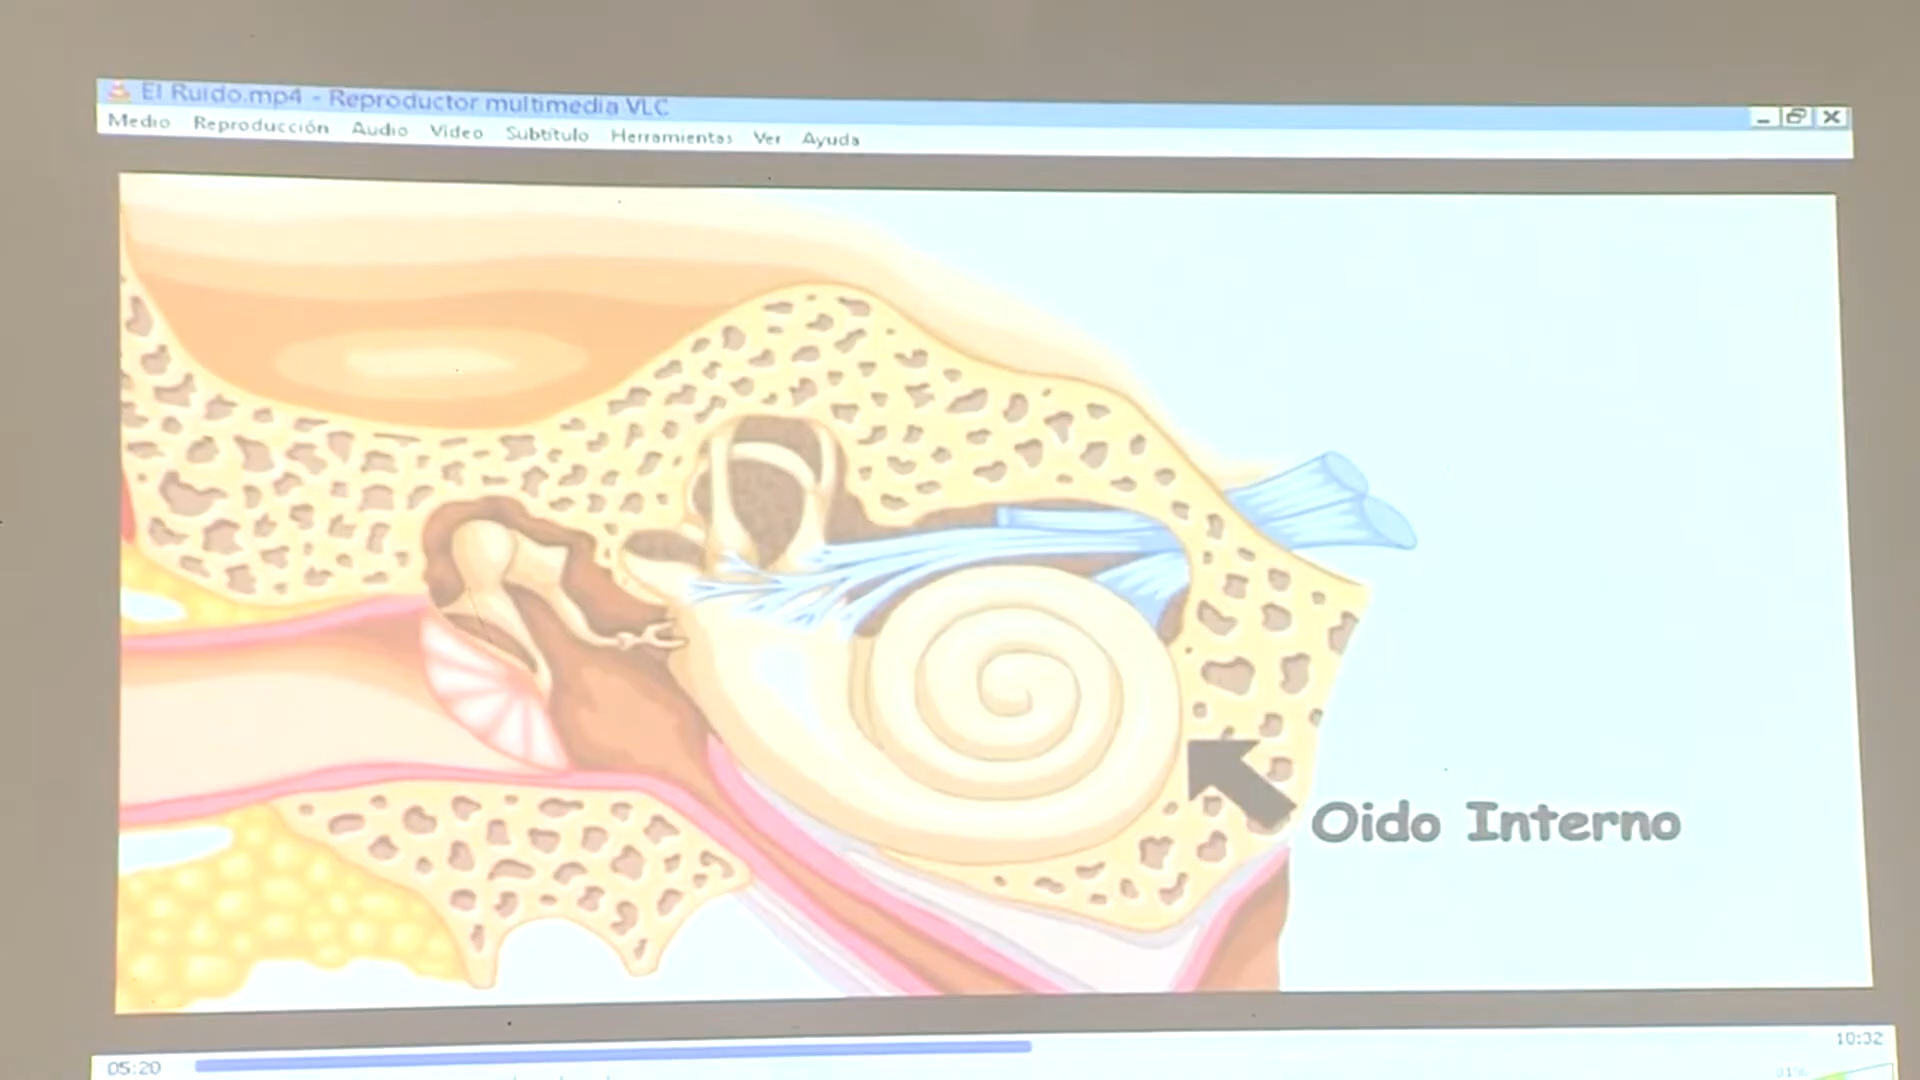 El Ruido.mp4 - Reproductor multimedia VLC
Medio Reproducción Audio Vídeo Subtítulo Herramientas Ver Ayuda
Oido Interno
05:20
10:32